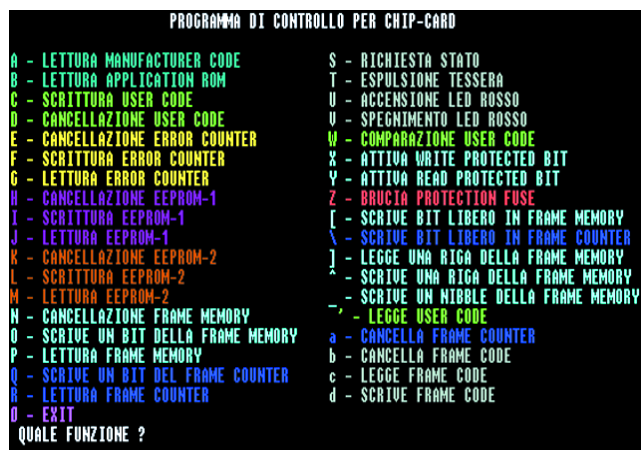 PROGRAMMA DI CONTROLLO PER CHIP-CARD
A - LETTURA MANUFACTURER CODE
B - LETTURA APPLICATION ROM
C - SCRITTURA USER CODE
D - CANCELLAZIONE USER CODE
E - CANCELLAZIONE ERROR COUNTER
F - SCRITTURA ERROR COUNTER
G - LETTURA ERROR COUNTER
H - CANCELLAZIONE EEPROM-1
I - SCRITTURA EEPROM-1
J - LETTURA EEPROM-1
K - CANCELLAZIONE EEPROM-2
L - SCRITTURA EEPROM-2
M - LETTURA EEPROM-2
N - CANCELLAZIONE FRAME MEMORY
O - SCRIVE UN BIT DELLA FRAME MEMORY
P - LETTURA FRAME MEMORY
Q - SCRIVE UN BIT DEL FRAME COUNTER
R - LETTURA FRAME COUNTER
0 - EXIT
S - RICHIESTA STATO
T - ESPULSIONE TESSERA
U - ACCENSIONE LED ROSSO
V - SPEGNIMENTO LED ROSSO
W - COMPARAZIONE USER CODE
X - ATTIVA WRITE PROTECTED BIT
Y - ATTIVA READ PROTECTED BIT
Z - BRUCIA PROTECTION FUSE
[ - SCRIVE BIT LIBERO IN FRAME MEMORY
\ - SCRIVE BIT LIBERO IN FRAME COUNTER
] - LEGGE UNA RIGA DELLA FRAME MEMORY
^ - SCRIVE UNA RIGA DELLA FRAME MEMORY
_ - SCRIVE UN NIBBLE DELLA FRAME MEMORY
' - LEGGE USER CODE
a - CANCELLA FRAME COUNTER
b - CANCELLA FRAME CODE
c - LEGGE FRAME CODE
d - SCRIVE FRAME CODE
QUALE FUNZIONE ?